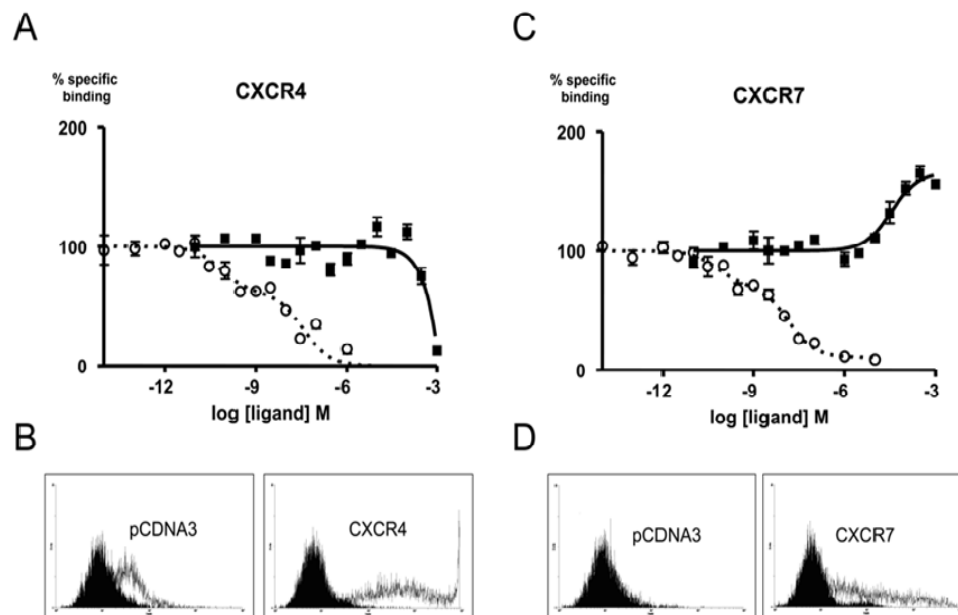 A
% specific
binding
CXCR4
200
100
0
-12
-9
-6
-3
log [ligand] M
C
% specific
binding
CXCR7
200
100
0
-12
-9
-6
-3
log [ligand] M
B
pCDNA3
CXCR4
D
pCDNA3
CXCR7